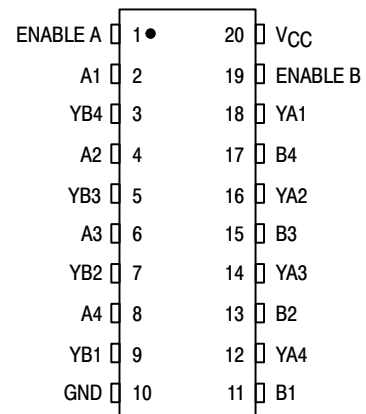 ENABLE A 1 20 VCC
A1 2 19 ENABLE B
YB4 3 18 YA1
A2 4 17 B4
YB3 5 16 YA2
A3 6 15 B3
YB2 7 14 YA3
A4 8 13 B2
YB1 9 12 YA4
GND 10 11 B1